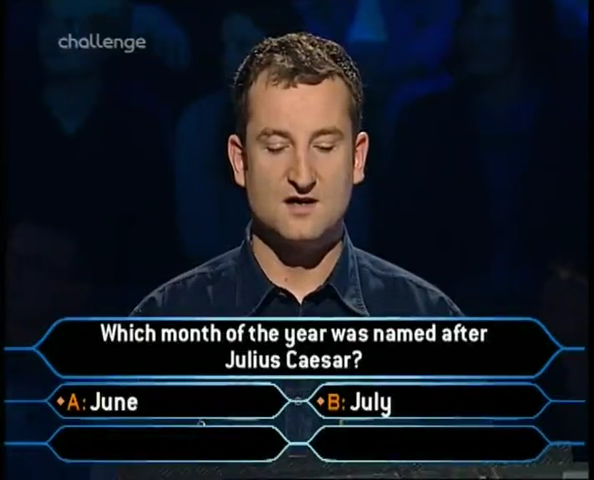 challenge
Which month of the year was named after
Julius Caesar?
A: June
B: July